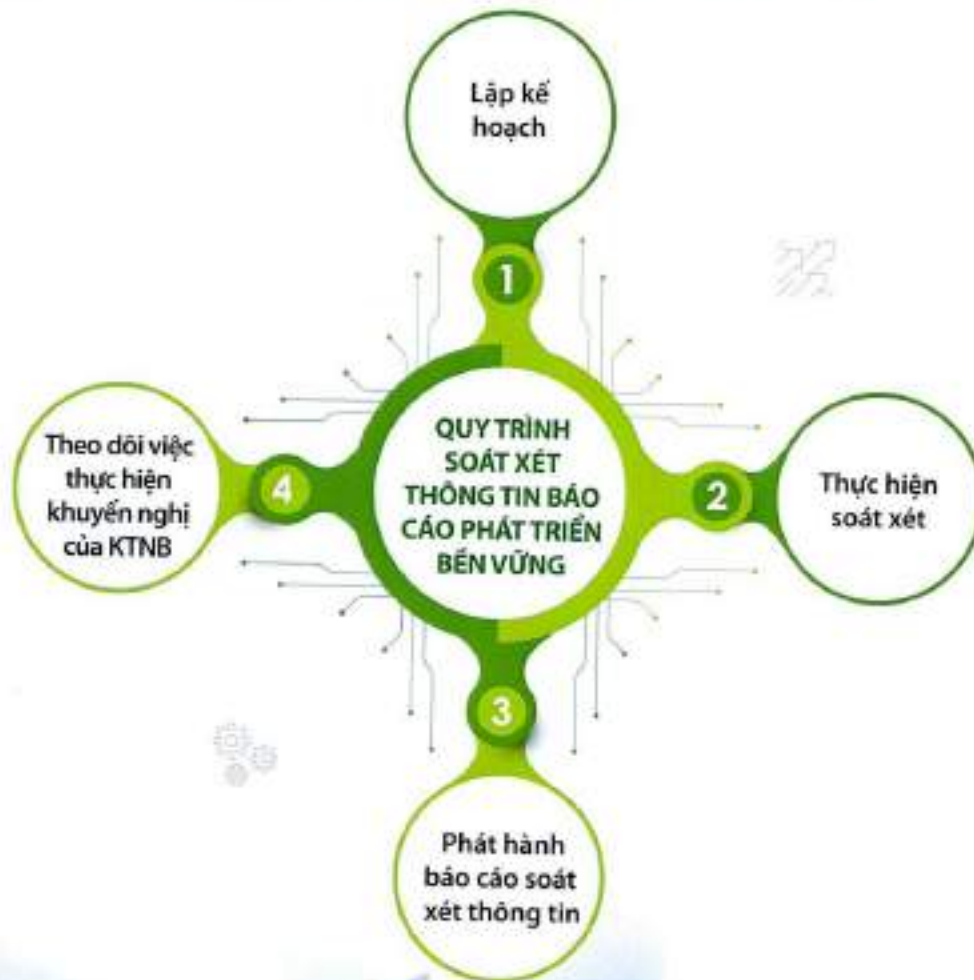 Lập kế
hoạch
1
QUY TRÌNH
SOÁT XÉT
THÔNG TIN BÁO
CÁO PHÁT TRIỂN
BỀN VỮNG
2
Thực hiện
soát xét
3
Phát hành
báo cáo soát
xét thông tin
4
Theo dõi việc
thực hiện
khuyến nghị
của KTNB